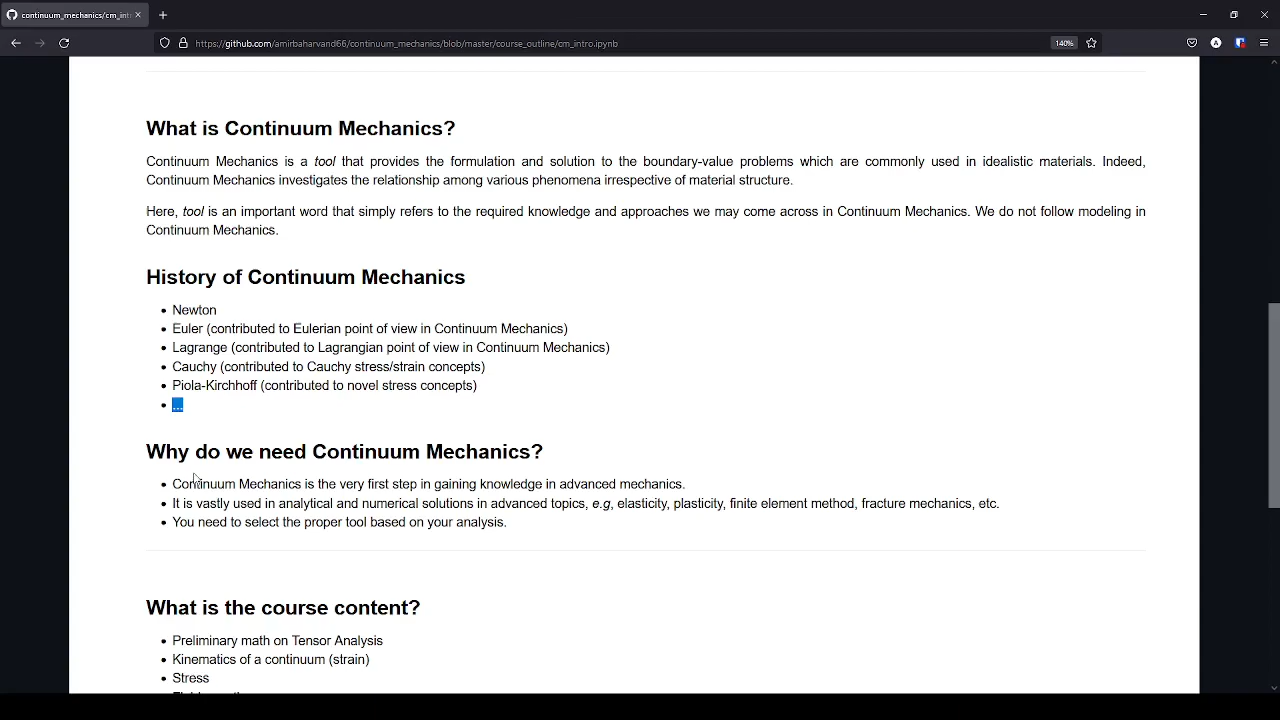 continuum_mechanics/cm_int
https://github.com/amirbaharvand66/continuum_mechanics/blob/master/course_outline/cm_intro.ipynb
140%
What is Continuum Mechanics?
Continuum Mechanics is a tool that provides the formulation and solution to the boundary-value problems which are commonly used in idealistic materials. Indeed,
Continuum Mechanics investigates the relationship among various phenomena irrespective of material structure.
Here, tool is an important word that simply refers to the required knowledge and approaches we may come across in Continuum Mechanics. We do not follow modeling in
Continuum Mechanics.
History of Continuum Mechanics
• Newton
• Euler (contributed to Eulerian point of view in Continuum Mechanics)
• Lagrange (contributed to Lagrangian point of view in Continuum Mechanics)
• Cauchy (contributed to Cauchy stress/strain concepts)
• Piola-Kirchhoff (contributed to novel stress concepts)
• ...
Why do we need Continuum Mechanics?
• Continuum Mechanics is the very first step in gaining knowledge in advanced mechanics.
• It is vastly used in analytical and numerical solutions in advanced topics, e.g, elasticity, plasticity, finite element method, fracture mechanics, etc.
• You need to select the proper tool based on your analysis.
What is the course content?
• Preliminary math on Tensor Analysis
• Kinematics of a continuum (strain)
• Stress